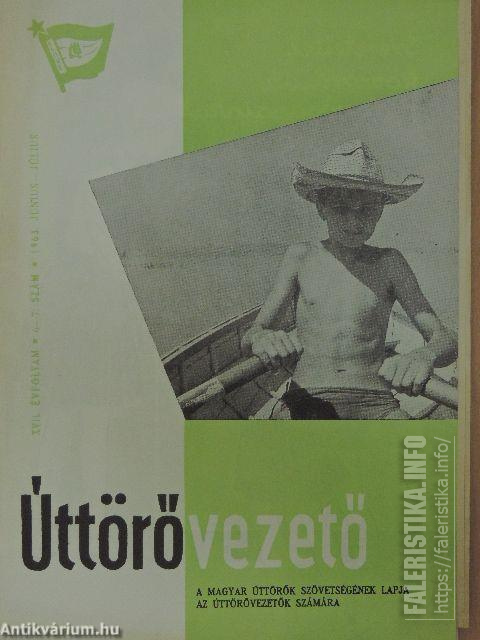 XVII. ÉVFOLYAM ★ 6–7. SZÁM ★ 1963. JÚNIUS–JÚLIUS
Úttörővezető
A MAGYAR ÚTTÖRŐK SZÖVETSÉGÉNEK LAPJA
AZ ÚTTÖRŐVEZETŐK SZÁMÁRA
Antikvárium.hu
FALERISTIKA.INFO
https://faleristika.info/